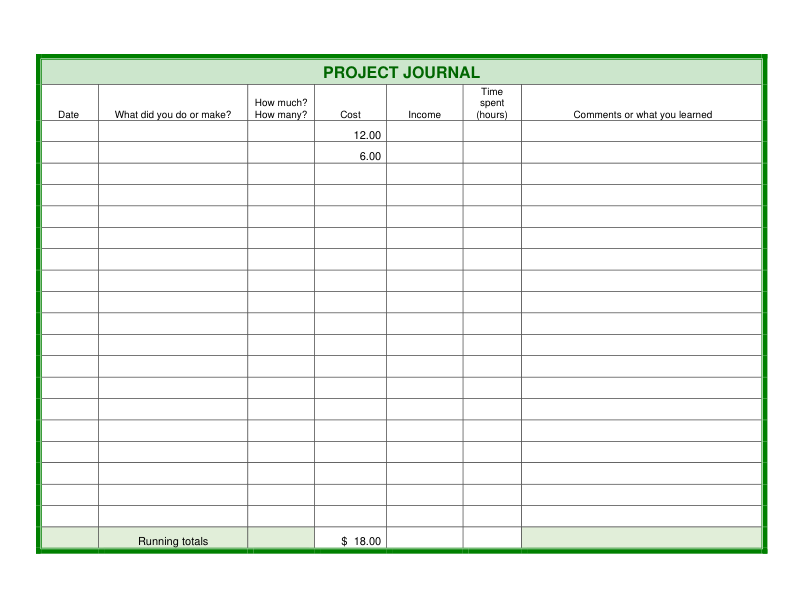 PROJECT JOURNAL
Date What did you do or make? How much? How many? Cost Income Time spent (hours) Comments or what you learned
12.00
6.00
Running totals $ 18.00